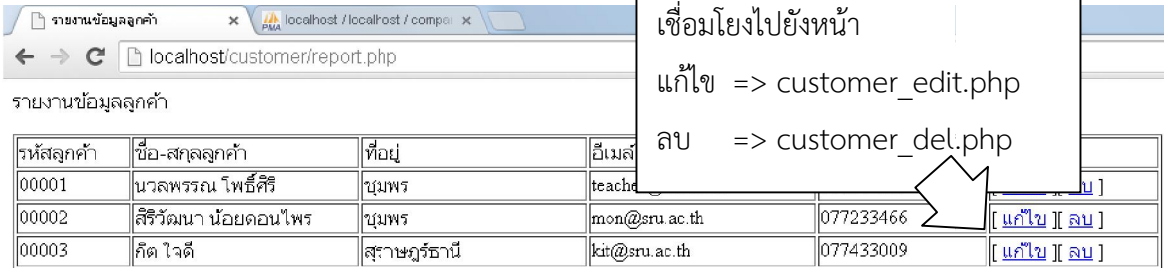 รายงานข้อมูลลูกค้า
localhost / localhost / compai
localhost/customer/report.php
เชื่อมโยงไปยังหน้า
แก้ไข => customer_edit.php
ลบ => customer_del.php
รายงานข้อมูลลูกค้า
รหัสลูกค้า ชื่อ-สกุลลูกค้า ที่อยู่ อีเมล์
00001 นวลพรรณ โพธิ์ศิริ ชุมพร ลบ ]
00002 สิริวัฒนา น้อยดอนไพร ชุมพร mon@sru.ac.th 077233466 [ แก้ไข ][ ลบ ]
00003 กิต ใจดี สุราษฎร์ธานี kit@sru.ac.th 077433009 [ แก้ไข ][ ลบ ]